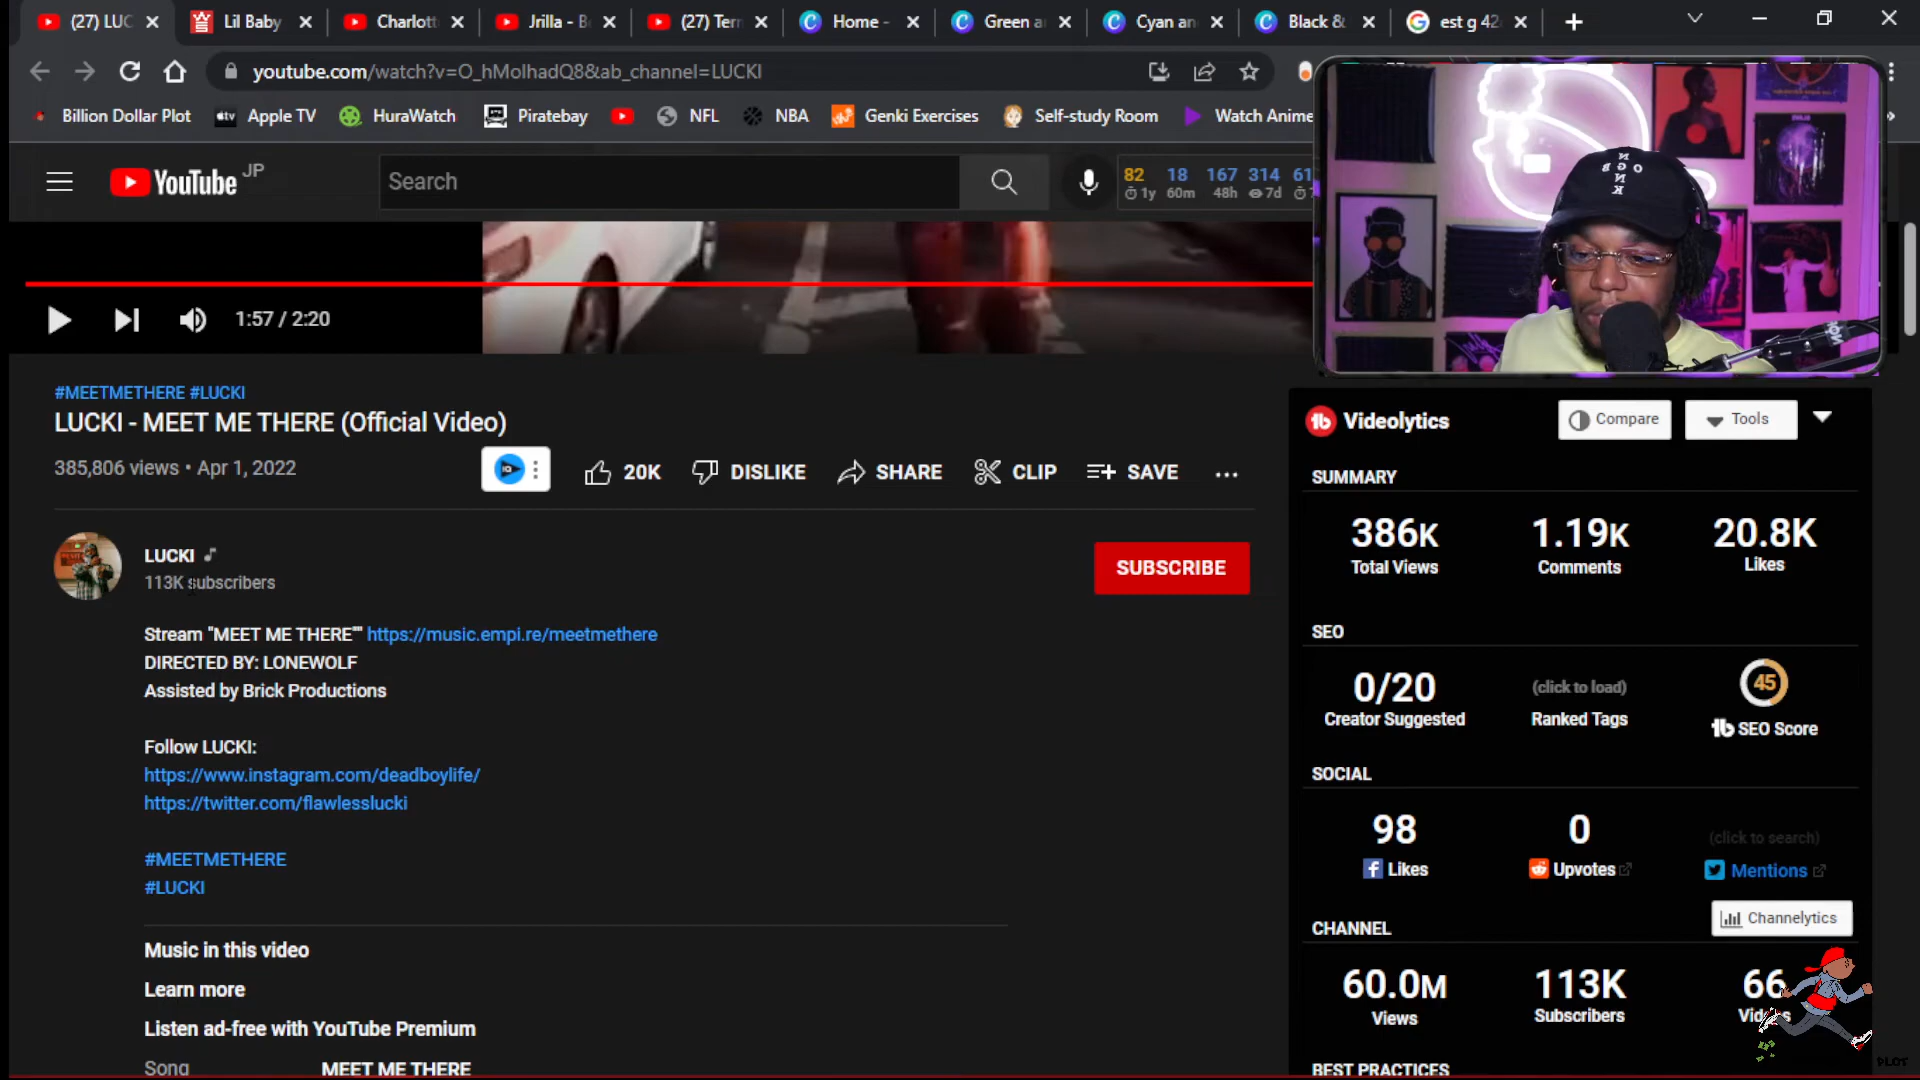 (27) LUC
Lil Baby
Charlott
Jrilla - B
(27) Terr
Home -
Green a
Cyan an
Black &
est g 42
youtube.com/watch?v=O_hMolhadQ8&ab_channel=LUCKI
Billion Dollar Plot
tv Apple TV
HuraWatch
Piratebay
NFL
NBA
Genki Exercises
Self-study Room
Watch Anime
YouTube JP
Search
82 18 167 314 61
1y 60m 48h 7d
1:57 / 2:20
#MEETMETHERE #LUCKI
LUCKI - MEET ME THERE (Official Video)
385,806 views • Apr 1, 2022
IQ
20K
DISLIKE
SHARE
CLIP
SAVE
LUCKI
113K subscribers
SUBSCRIBE
Stream "MEET ME THERE"" https://music.empi.re/meetmethere
DIRECTED BY: LONEWOLF
Assisted by Brick Productions
Follow LUCKI:
https://www.instagram.com/deadboylife/
https://twitter.com/flawlesslucki
#MEETMETHERE
#LUCKI
Music in this video
Learn more
Listen ad-free with YouTube Premium
Song MEET ME THERE
Videolytics
Compare
Tools
SUMMARY
386K 1.19K 20.8K
Total Views Comments Likes
SEO
0/20 (click to load) 45
Creator Suggested Ranked Tags SEO Score
SOCIAL
98 0 (click to search)
Likes Upvotes Mentions
CHANNEL
Channelytics
60.0M 113K 66
Views Subscribers Videos
BEST PRACTICES
PLOT